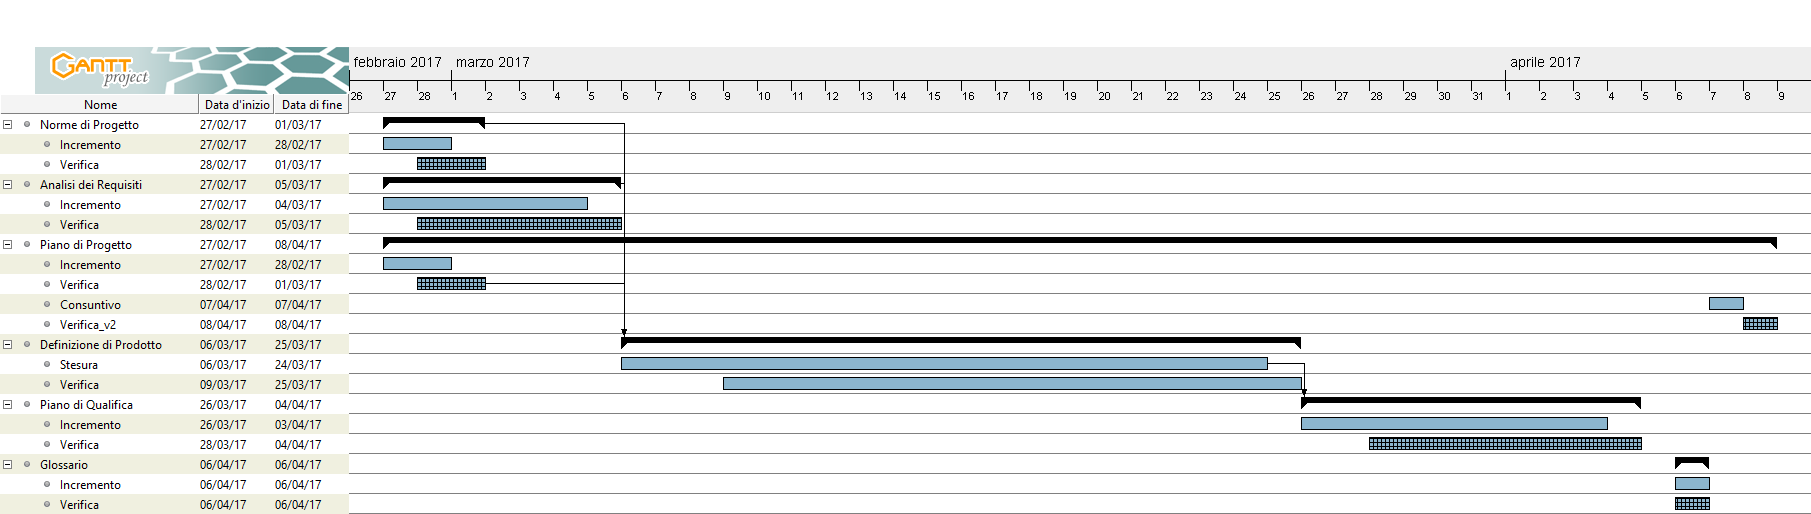 GANTT
project
febbraio 2017 marzo 2017 aprile 2017
26 27 28 1 2 3 4 5 6 7 8 9 10 11 12 13 14 15 16 17 18 19 20 21 22 23 24 25 26 27 28 29 30 31 1 2 3 4 5 6 7 8 9
Nome Data d'inizio Data di fine
Norme di Progetto 27/02/17 01/03/17
Incremento 27/02/17 28/02/17
Verifica 28/02/17 01/03/17
Analisi dei Requisiti 27/02/17 05/03/17
Incremento 27/02/17 04/03/17
Verifica 28/02/17 05/03/17
Piano di Progetto 27/02/17 08/04/17
Incremento 27/02/17 28/02/17
Verifica 28/02/17 01/03/17
Consuntivo 07/04/17 07/04/17
Verifica_v2 08/04/17 08/04/17
Definizione di Prodotto 06/03/17 25/03/17
Stesura 06/03/17 24/03/17
Verifica 09/03/17 25/03/17
Piano di Qualifica 26/03/17 04/04/17
Incremento 26/03/17 03/04/17
Verifica 28/03/17 04/04/17
Glossario 06/04/17 06/04/17
Incremento 06/04/17 06/04/17
Verifica 06/04/17 06/04/17